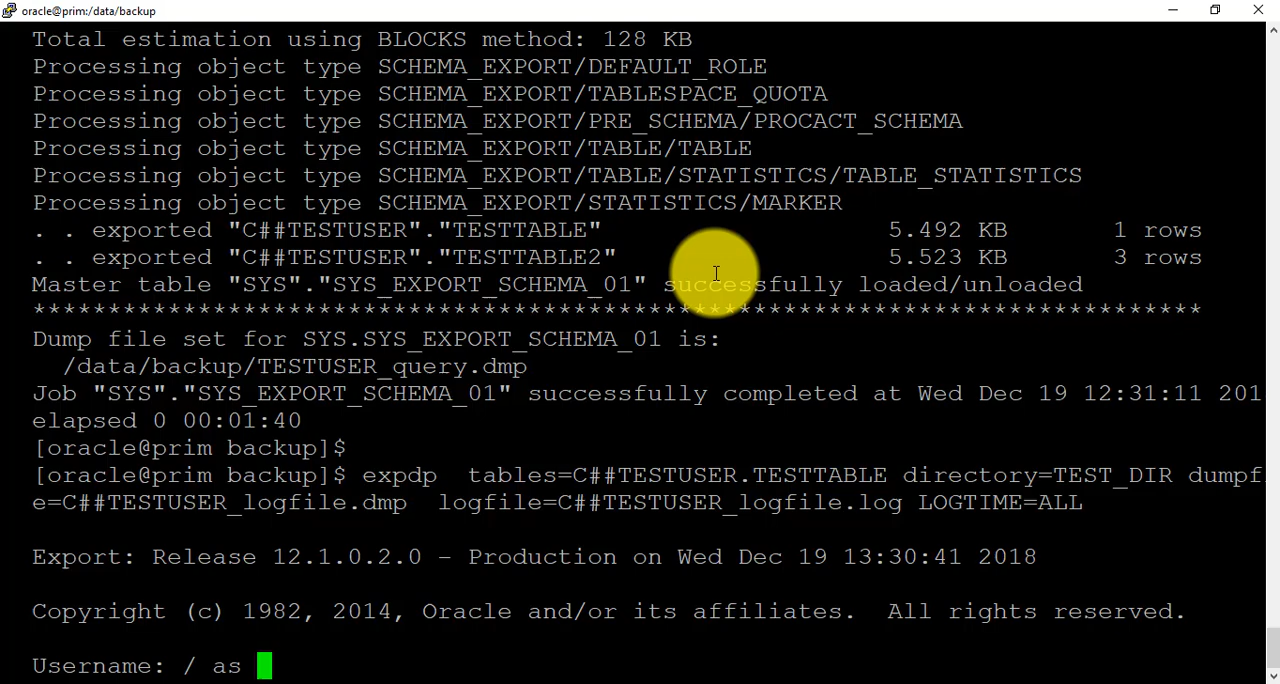 oracle@prim:/data/backup
Total estimation using BLOCKS method: 128 KB
Processing object type SCHEMA_EXPORT/DEFAULT_ROLE
Processing object type SCHEMA_EXPORT/TABLESPACE_QUOTA
Processing object type SCHEMA_EXPORT/PRE_SCHEMA/PROCACT_SCHEMA
Processing object type SCHEMA_EXPORT/TABLE/TABLE
Processing object type SCHEMA_EXPORT/TABLE/STATISTICS/TABLE_STATISTICS
Processing object type SCHEMA_EXPORT/STATISTICS/MARKER
. . exported "C##TESTUSER"."TESTTABLE" 5.492 KB 1 rows
. . exported "C##TESTUSER"."TESTTABLE2" 5.523 KB 3 rows
Master table "SYS"."SYS_EXPORT_SCHEMA_01" successfully loaded/unloaded
******************************************************************************
Dump file set for SYS.SYS_EXPORT_SCHEMA_01 is:
/data/backup/TESTUSER_query.dmp
Job "SYS"."SYS_EXPORT_SCHEMA_01" successfully completed at Wed Dec 19 12:31:11 201
elapsed 0 00:01:40
[oracle@prim backup]$
[oracle@prim backup]$ expdp tables=C##TESTUSER.TESTTABLE directory=TEST_DIR dumpf
e=C##TESTUSER_logfile.dmp logfile=C##TESTUSER_logfile.log LOGTIME=ALL
Export: Release 12.1.0.2.0 - Production on Wed Dec 19 13:30:41 2018
Copyright (c) 1982, 2014, Oracle and/or its affiliates. All rights reserved.
Username: / as